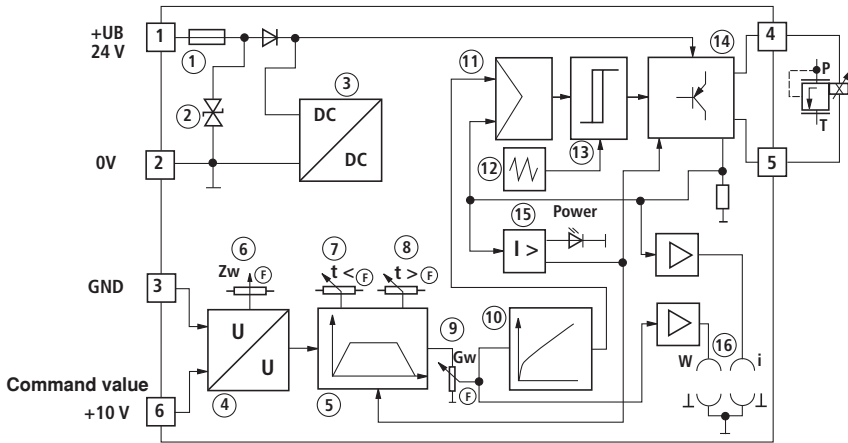 +UB
24 V
1
1
2
3
DC
DC
0V
2
11
12
13
14
15
Power
I >
4
P
T
5
GND
3
6
Zw
F
7
t <
F
8
t >
F
U
U
4
5
9
Gw
F
10
16
W
i
Command value
+10 V
6